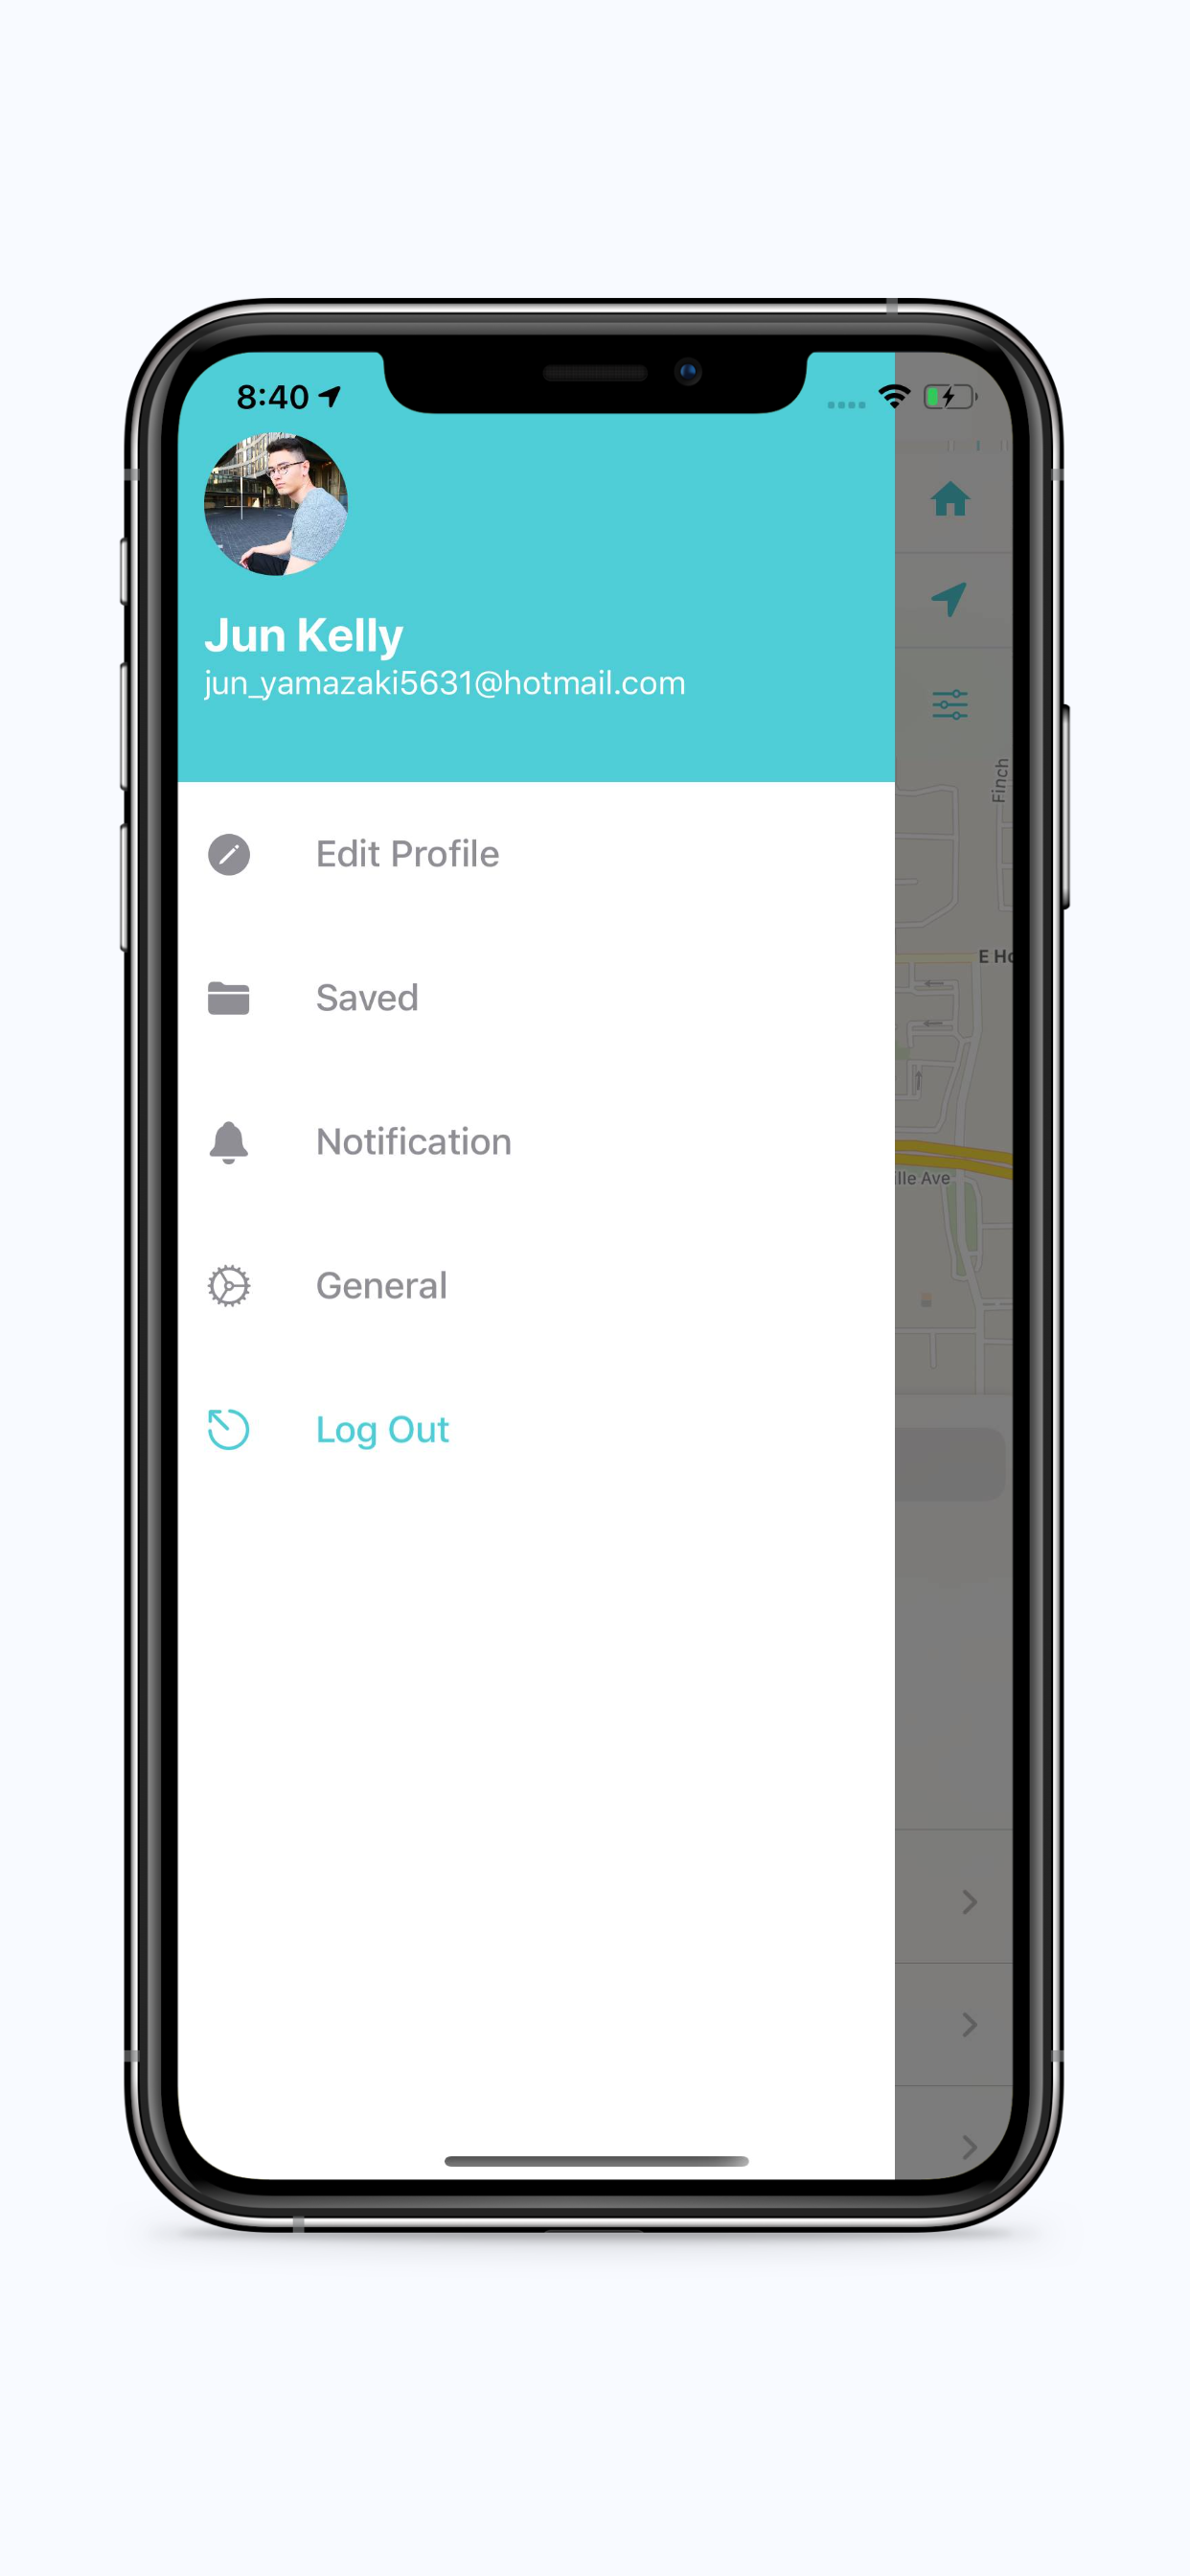 8:40
Jun Kelly
jun_yamazaki5631@hotmail.com
Edit Profile
Saved
Notification
General
Log Out
Finch
E Ho
lle Ave